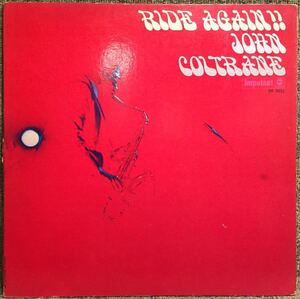 RIDE AGAIN!!
JOHN
COLTRANE
impulse!